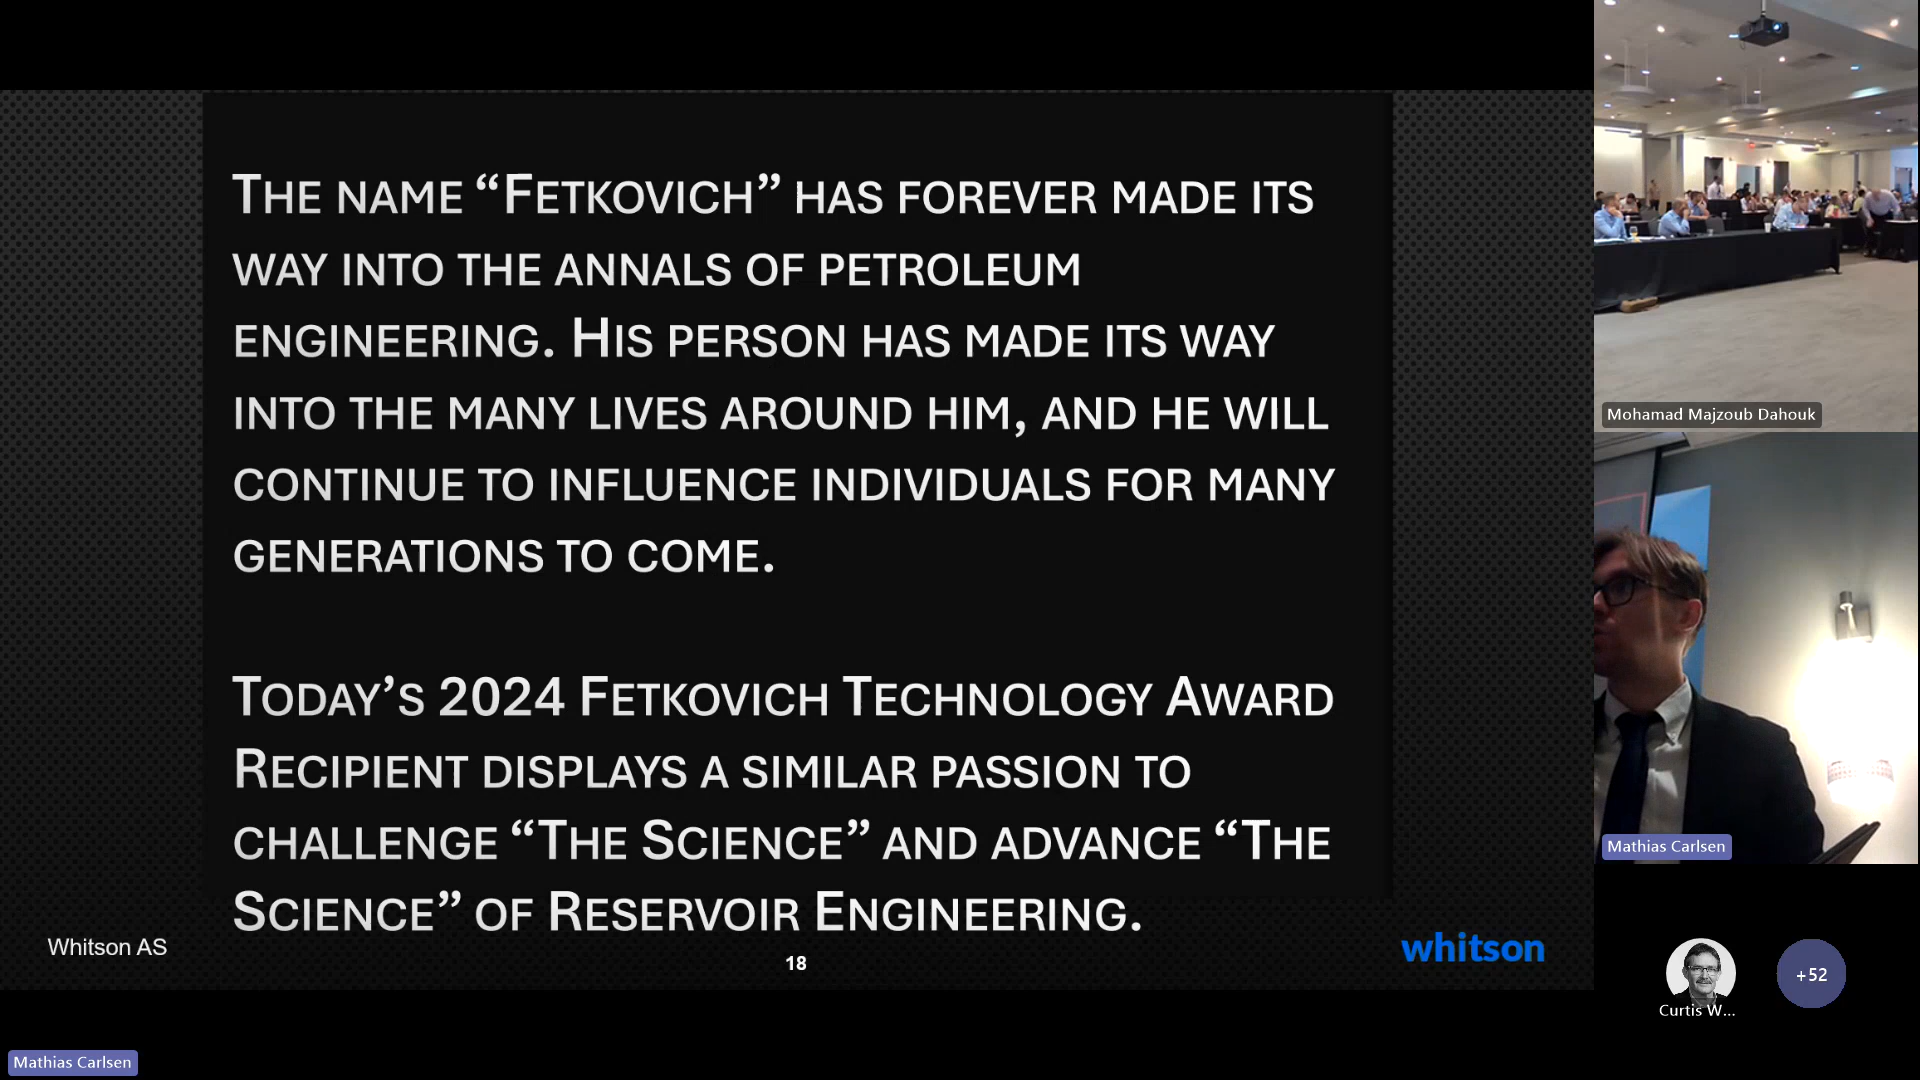 The name “Fetkovich” has forever made its
way into the annals of petroleum
engineering. His person has made its way
into the many lives around him, and he will
continue to influence individuals for many
generations to come.
Today’s 2024 Fetkovich Technology Award
Recipient displays a similar passion to
challenge “The Science” and advance “The
Science” of Reservoir Engineering.
Whitson AS
18
whitson
Mohamad Majzoub Dahouk
Mathias Carlsen
Curtis W...
+52
Mathias Carlsen